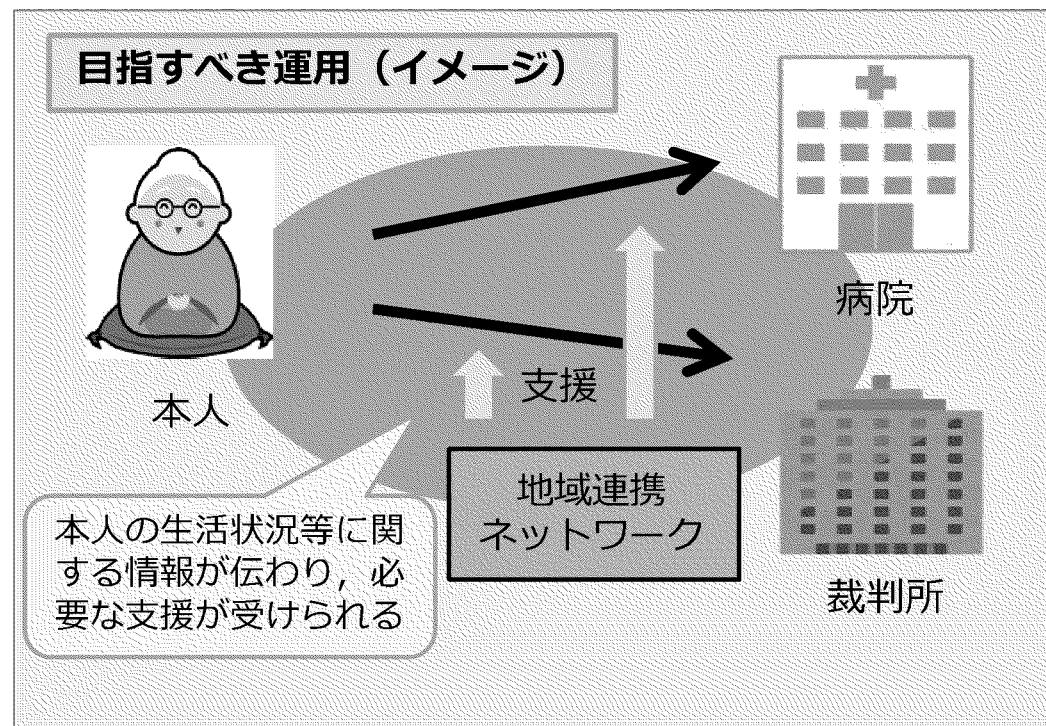 目指すべき運用（イメージ）
本人
病院
支援
地域連携
ネットワーク
本人の生活状況等に関
する情報が伝わり，必
要な支援が受けられる
裁判所